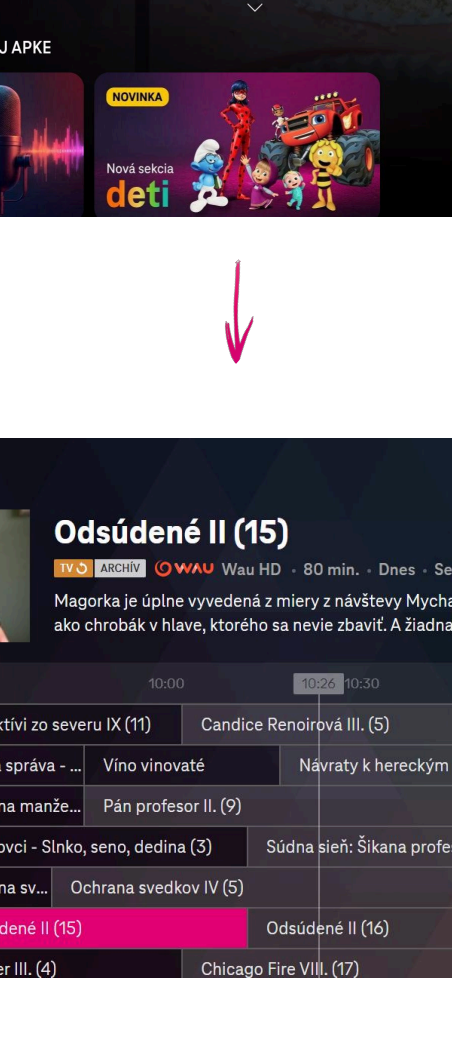 J APKE
NOVINKA
Nová sekcia
deti
Odsúdené II (15)
TV ARCHÍV WAU Wau HD • 80 min. • Dnes • Se
Magorka je úplne vyvedená z miery z návštevy Mycha
ako chrobák v hlave, ktorého sa nevie zbaviť. A žiadna
10:00 10:26 10:30
ktívi zo severu IX (11) Candice Renoirová III. (5)
správa - ... Víno vinovaté Návraty k hereckým
na manže... Pán profesor II. (9)
ovci - Slnko, seno, dedina (3) Súdna sieň: Šikana profe
na sv... Ochrana svedkov IV (5)
dené II (15) Odsúdené II (16)
er III. (4) Chicago Fire VIII. (17)